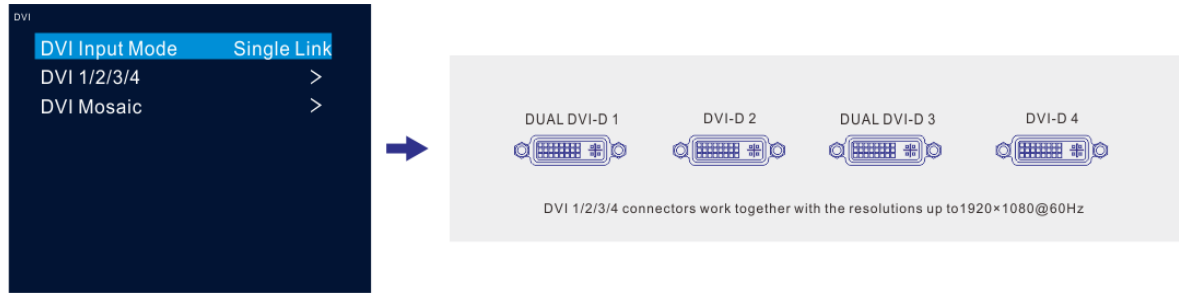 DVI
DVI Input Mode Single Link
DVI 1/2/3/4 >
DVI Mosaic >
DUAL DVI-D 1 DVI-D 2 DUAL DVI-D 3 DVI-D 4
DVI 1/2/3/4 connectors work together with the resolutions up to1920×1080@60Hz